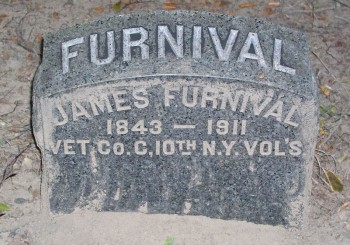 FURNIVAL
JAMES FURNIVAL
1843 — 1911
VET. CO. C, 10TH N.Y. VOL'S